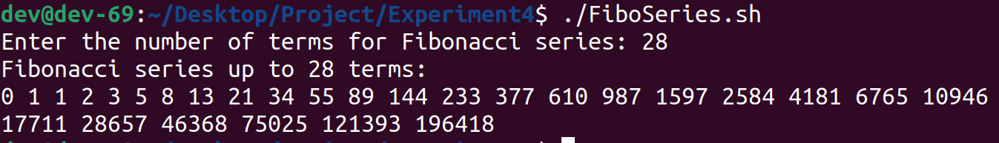 dev@dev-69:~/Desktop/Project/Experiment4$ ./FiboSeries.sh
Enter the number of terms for Fibonacci series: 28
Fibonacci series up to 28 terms:
0 1 1 2 3 5 8 13 21 34 55 89 144 233 377 610 987 1597 2584 4181 6765 10946
17711 28657 46368 75025 121393 196418